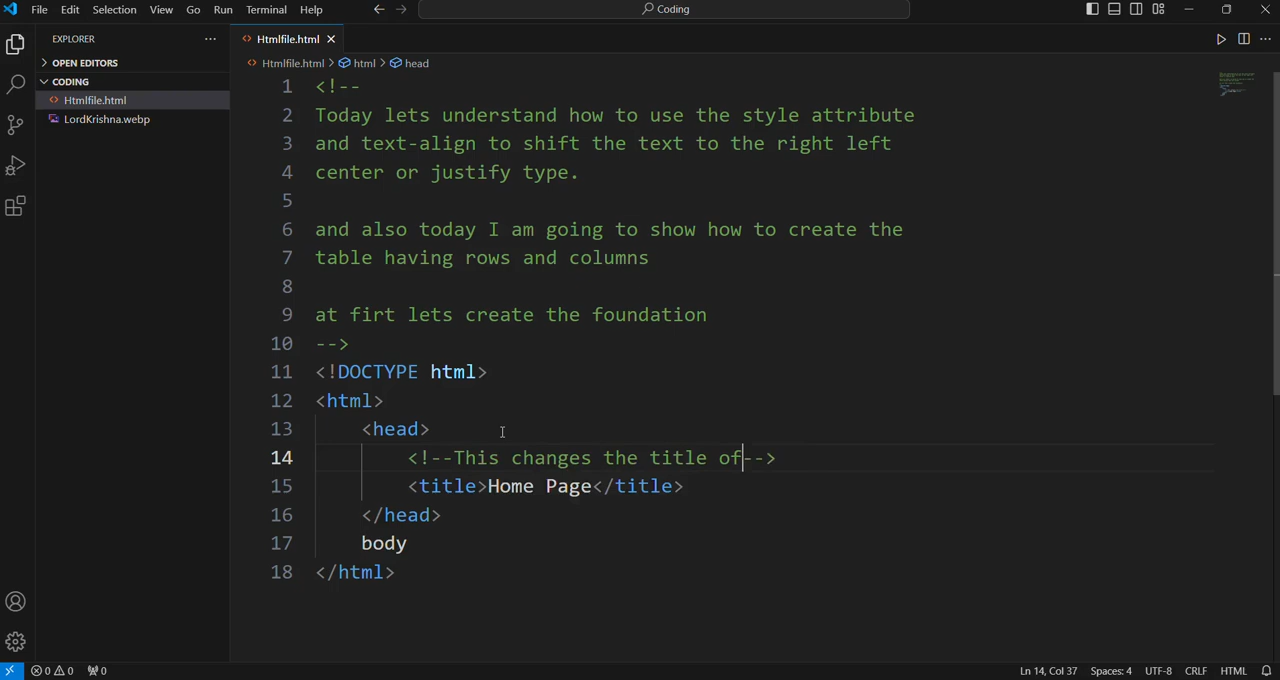 File Edit Selection View Go Run Terminal Help
Coding
EXPLORER
OPEN EDITORS
CODING
Htmlfile.html
LordKrishna.webp
Htmlfile.html
Htmlfile.html > html > head
1 <!--
2 Today lets understand how to use the style attribute
3 and text-align to shift the text to the right left
4 center or justify type.
5
6 and also today I am going to show how to create the
7 table having rows and columns
8
9 at firt lets create the foundation
10 -->
11 <!DOCTYPE html>
12 <html>
13 <head>
14 <!--This changes the title of-->
15 <title>Home Page</title>
16 </head>
17 body
18 </html>
0 0 0
Ln 14, Col 37 Spaces: 4 UTF-8 CRLF HTML